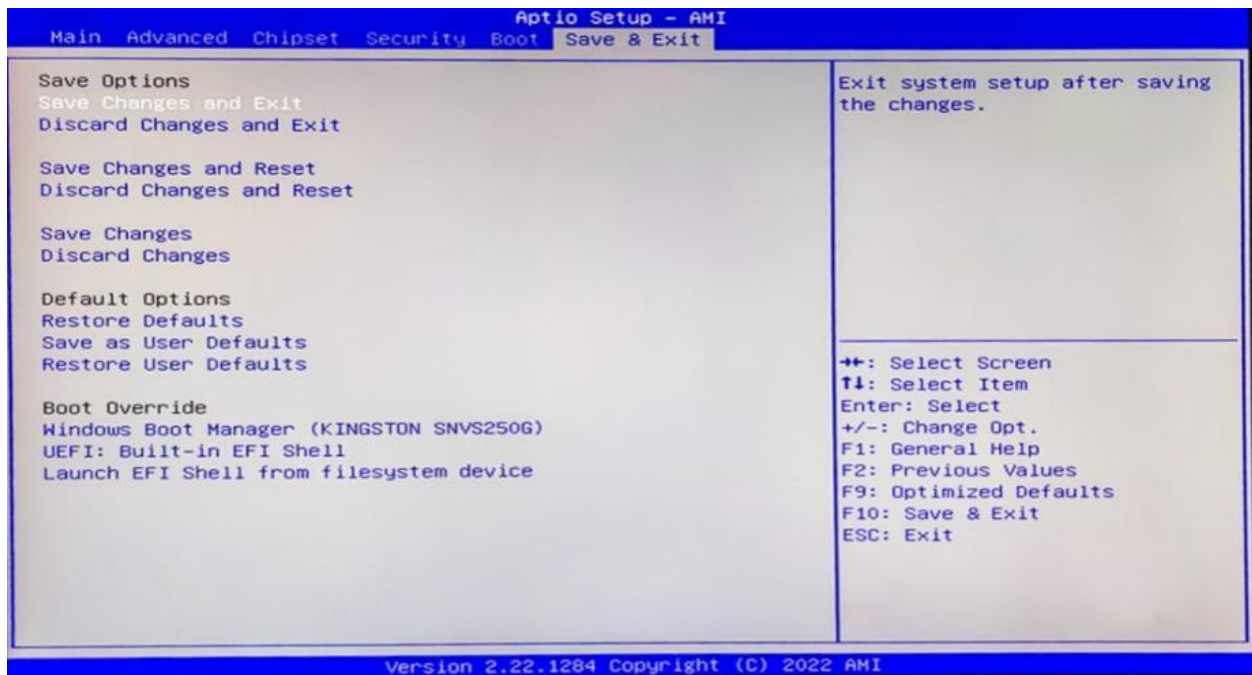 Aptio Setup – AMI
Main Advanced Chipset Security Boot Save & Exit
Save Options
Save Changes and Exit
Discard Changes and Exit
Save Changes and Reset
Discard Changes and Reset
Save Changes
Discard Changes
Default Options
Restore Defaults
Save as User Defaults
Restore User Defaults
Boot Override
Windows Boot Manager (KINGSTON SNVS250G)
UEFI: Built-in EFI Shell
Launch EFI Shell from filesystem device
Exit system setup after saving
the changes.
→←: Select Screen
↑↓: Select Item
Enter: Select
+/-: Change Opt.
F1: General Help
F2: Previous Values
F9: Optimized Defaults
F10: Save & Exit
ESC: Exit
Version 2.22.1284 Copyright (C) 2022 AMI